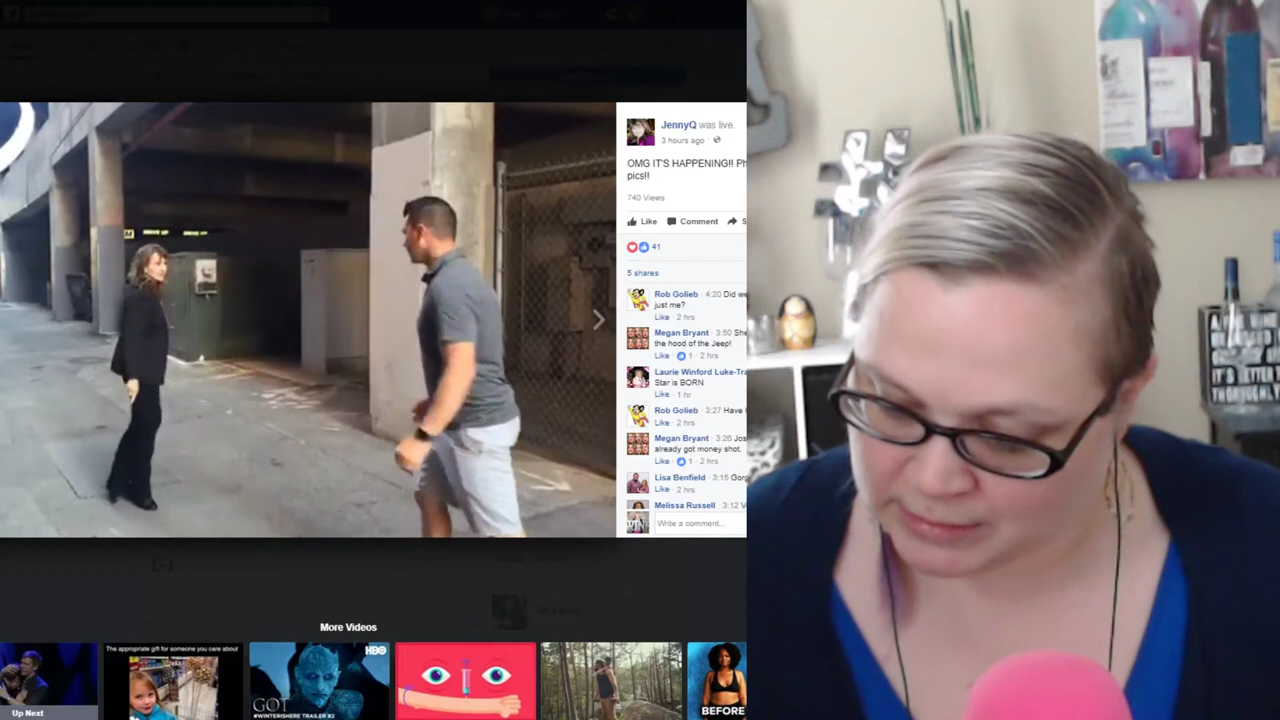 JennyQ was live.
3 hours ago
OMG IT'S HAPPENING!! Ph
pics!!
740 Views
Like Comment S
41
5 shares
Rob Golieb · 4:20 Did we
just me?
Like · 2 hrs
Megan Bryant · 3:50 She
the hood of the Jeep!
Like · 1 · 2 hrs
Laurie Winford Luke-Tra
Star is BORN
Like · 1 hr
Rob Golieb · 3:27 Have
Like · 2 hrs
Megan Bryant · 3:26 Jos
already got money shot.
Like · 1 · 2 hrs
Lisa Benfield · 3:15 Gorg
Like · 2 hrs
Melissa Russell · 3:12 V
Write a comment...
More Videos
Up Next
The appropriate gift for someone you care about
HBO
GOT
#WINTERISHERE TRAILER #2
BEFORE
IT'S BETTER T
THOROUGHLY